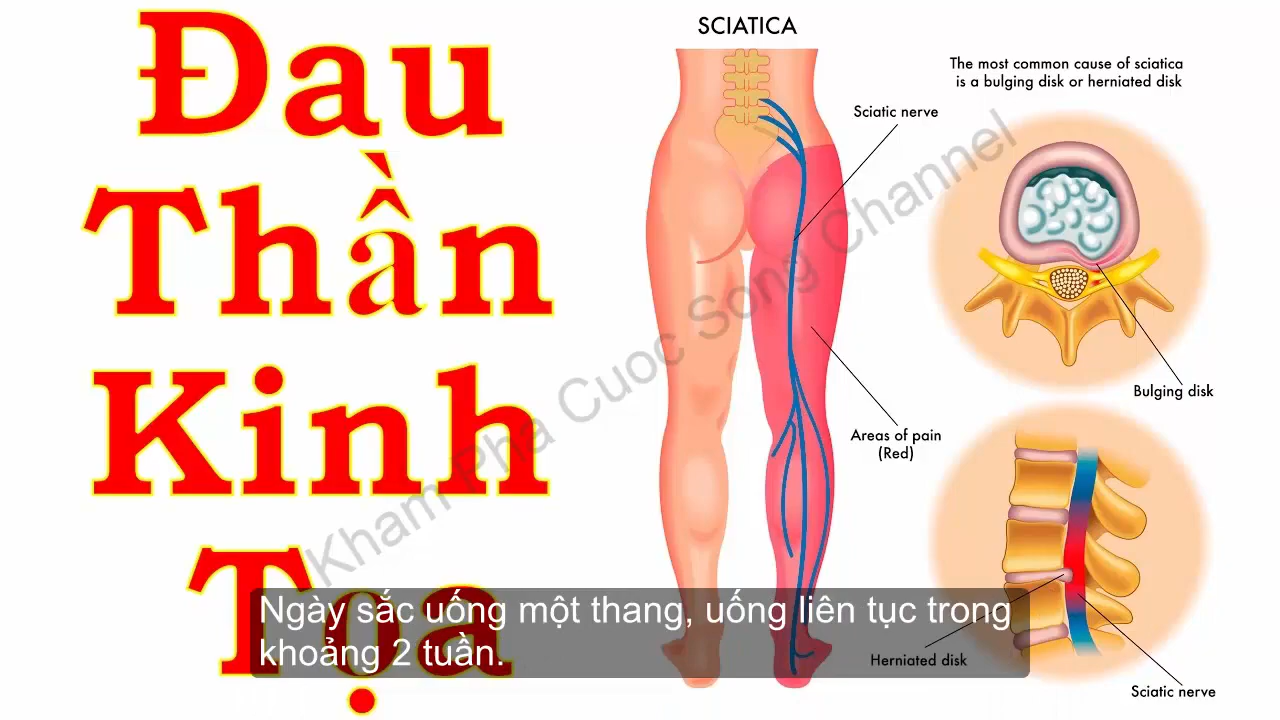 Đau
Thần
Kinh
Tọa
SCIATICA
The most common cause of sciatica
is a bulging disk or herniated disk
Sciatic nerve
Bulging disk
Areas of pain
(Red)
Herniated disk
Sciatic nerve
Kham Pha Cuoc Song Channel
Ngày sắc uống một thang, uống liên tục trong
khoảng 2 tuần.